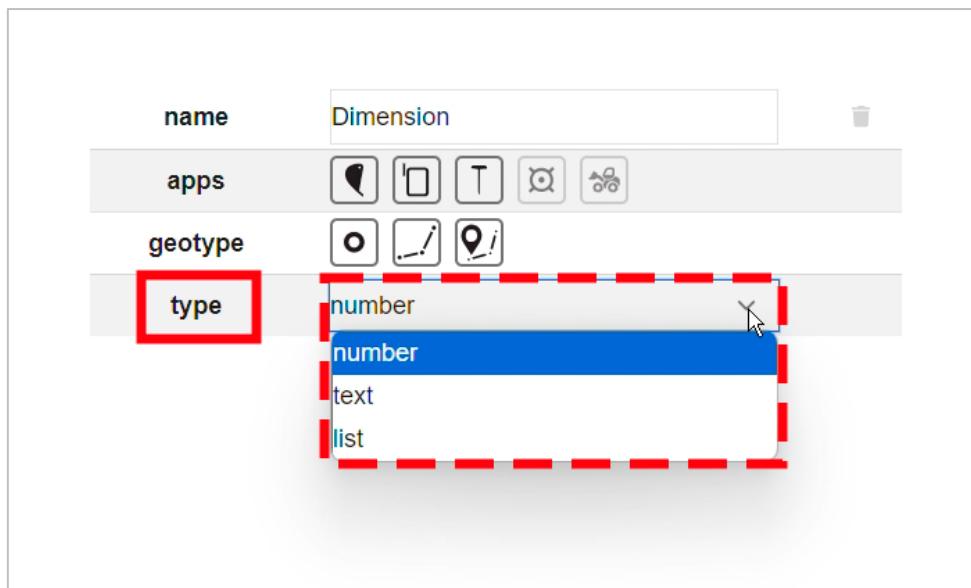 name Dimension
apps
geotype
type number
number
text
list